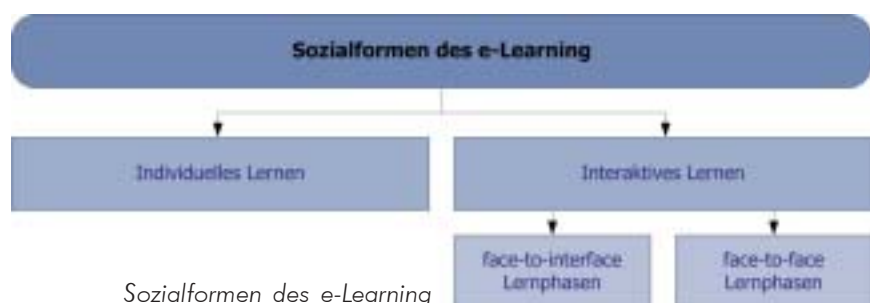 Sozialformen des e-Learning
Individuelles Lernen
Interaktives Lernen
face-to-interface
Lernphasen
face-to-face
Lernphasen
Sozialformen des e-Learning